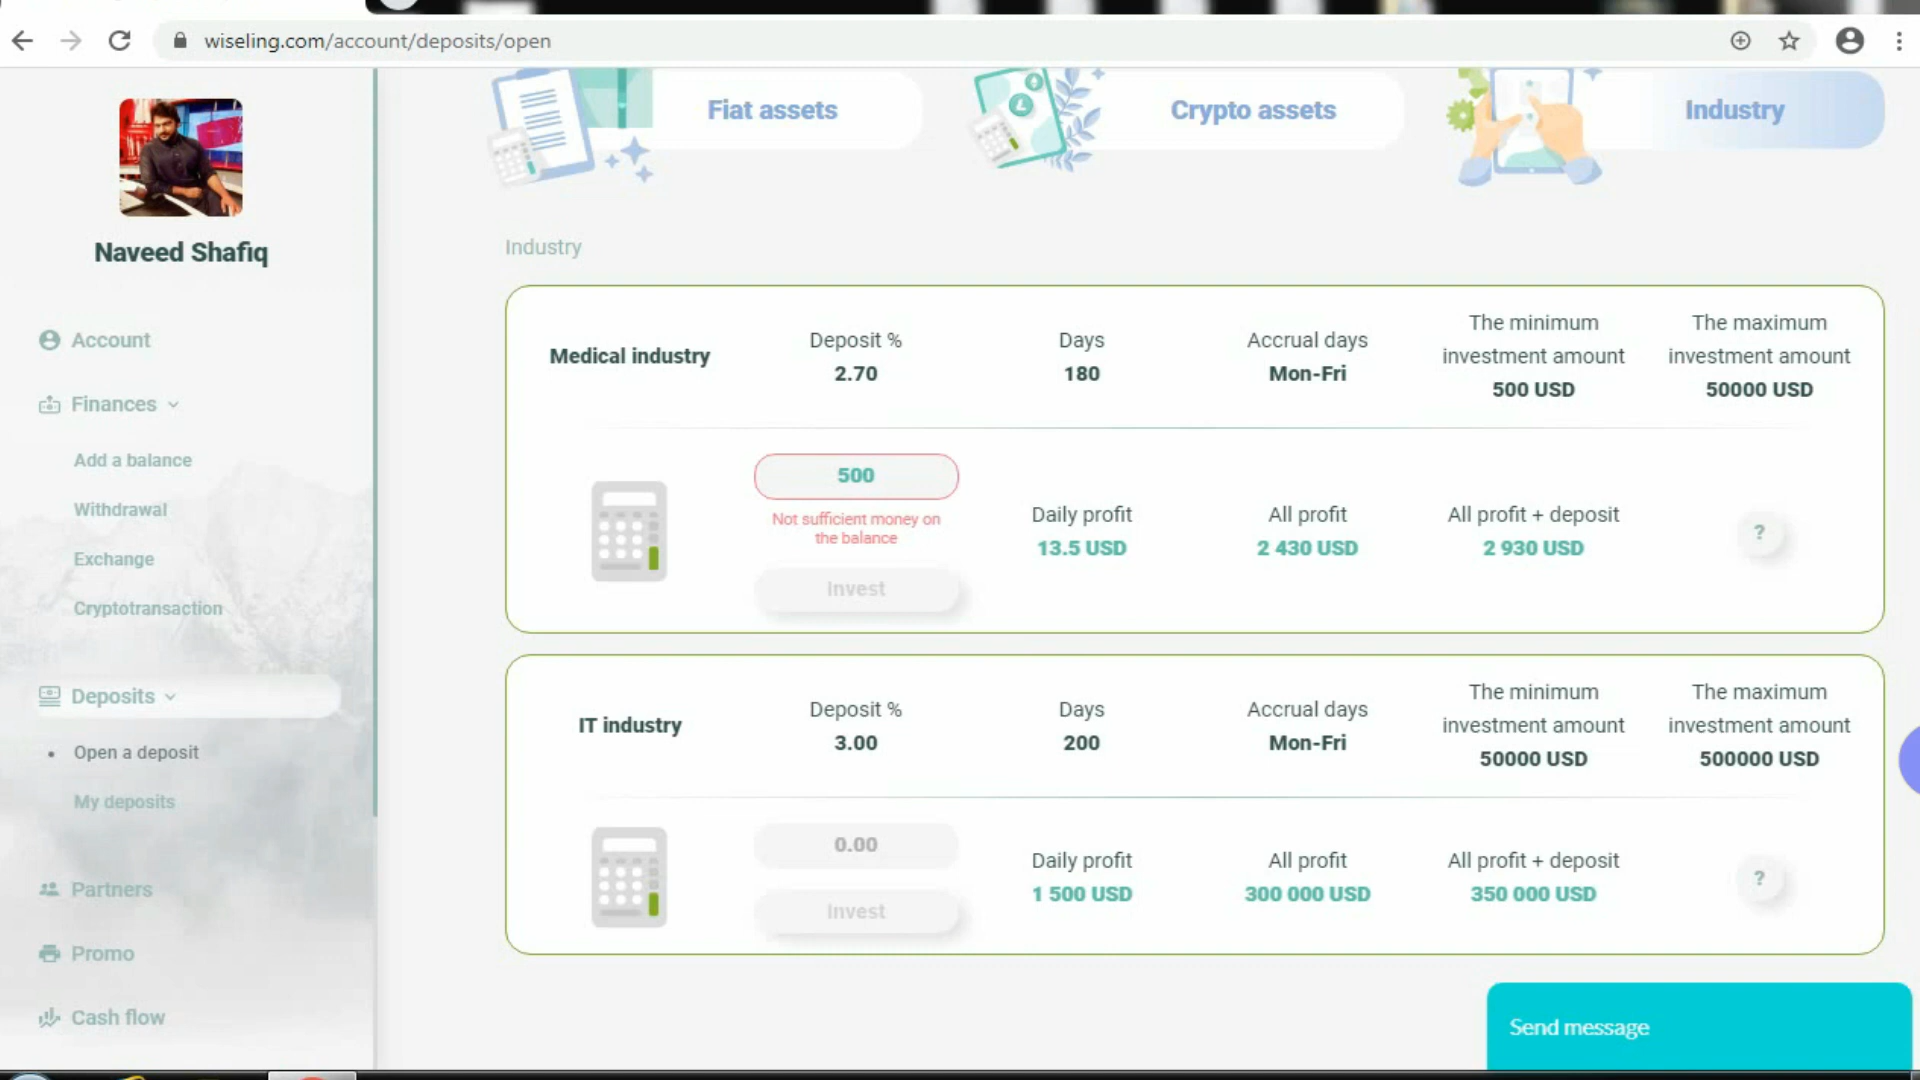 wiseling.com/account/deposits/open
Naveed Shafiq
Account
Finances
Add a balance
Withdrawal
Exchange
Cryptotransaction
Deposits
Open a deposit
My deposits
Partners
Promo
Cash flow
Fiat assets
Crypto assets
Industry
Industry
Medical industry
Deposit %
2.70
Days
180
Accrual days
Mon-Fri
The minimum
investment amount
500 USD
The maximum
investment amount
50000 USD
500
Not sufficient money on
the balance
Invest
Daily profit
13.5 USD
All profit
2 430 USD
All profit + deposit
2 930 USD
?
IT industry
Deposit %
3.00
Days
200
Accrual days
Mon-Fri
The minimum
investment amount
50000 USD
The maximum
investment amount
500000 USD
0.00
Invest
Daily profit
1 500 USD
All profit
300 000 USD
All profit + deposit
350 000 USD
?
Send message